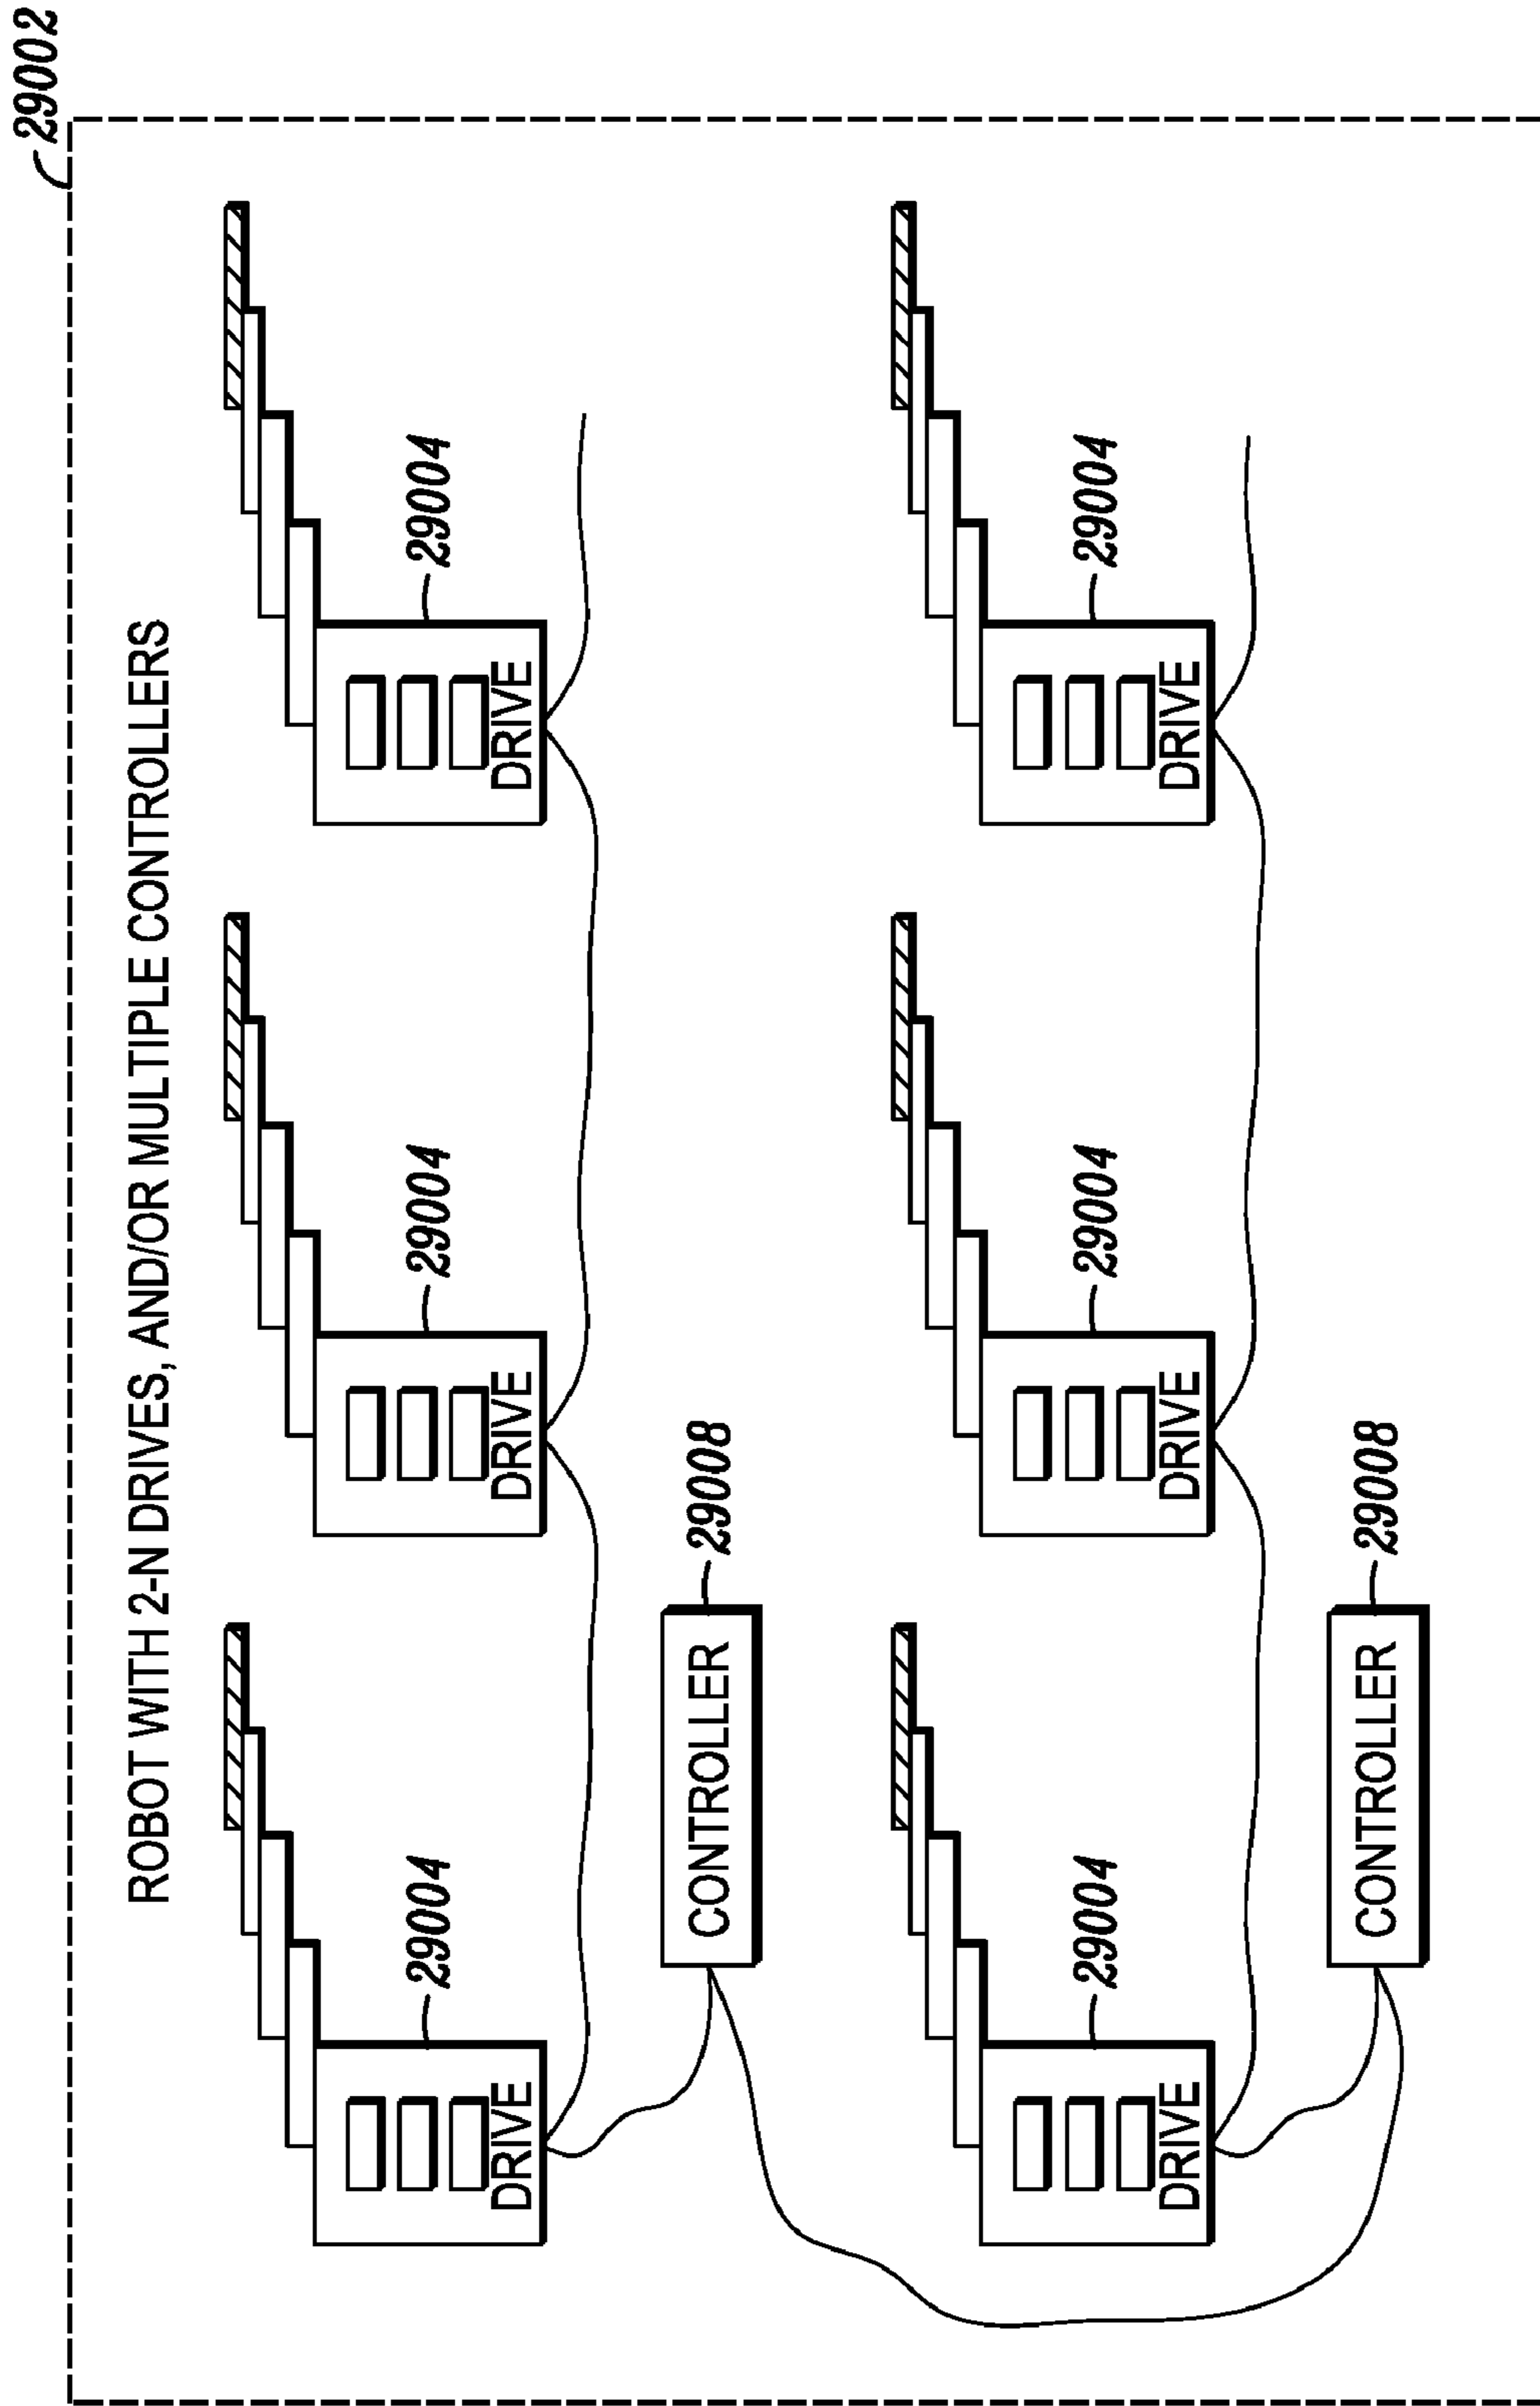 29002
ROBOT WITH 2-N DRIVES, AND/OR MULTIPLE CONTROLLERS
29004
29004
29004
DRIVE
DRIVE
DRIVE
29008
CONTROLLER
29004
29004
29004
DRIVE
DRIVE
DRIVE
29008
CONTROLLER